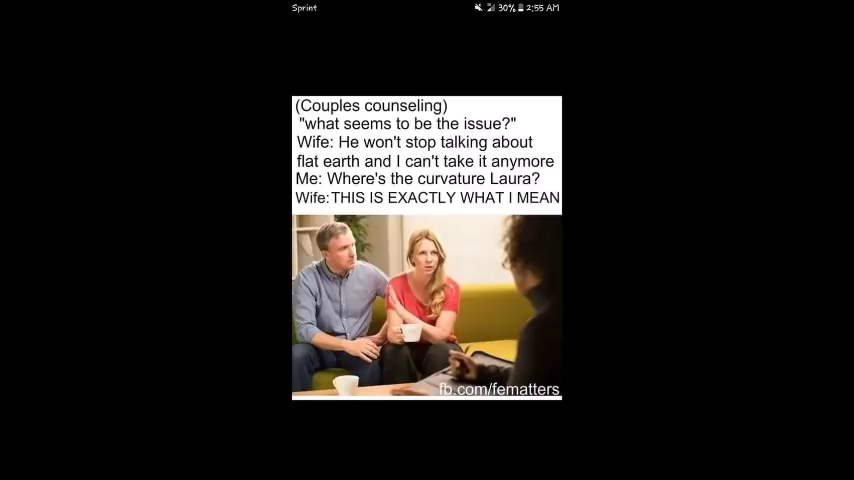 Sprint
30% 2:55 AM
(Couples counseling)
"what seems to be the issue?"
Wife: He won't stop talking about
flat earth and I can't take it anymore
Me: Where's the curvature Laura?
Wife:THIS IS EXACTLY WHAT I MEAN
fb.com/fematters